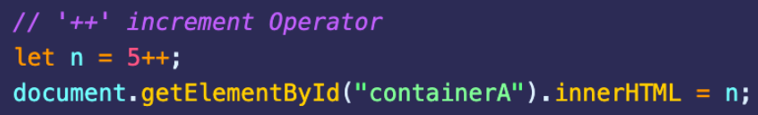 // '++' increment Operator
let n = 5++;
document.getElementById("containerA").innerHTML = n;